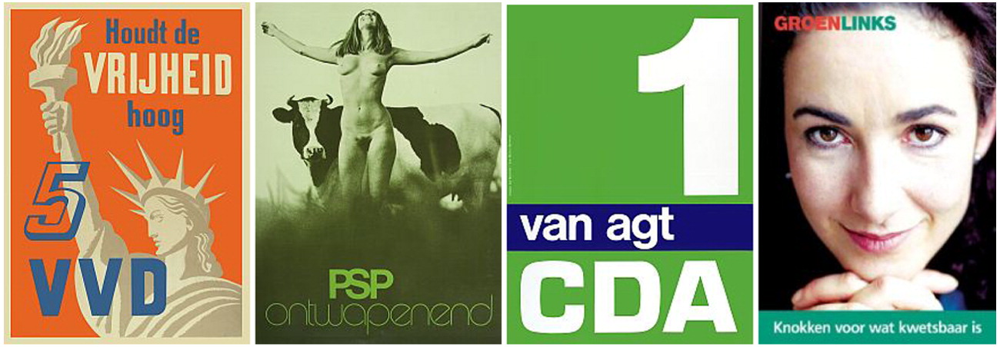 Houdt de
VRIJHEID
hoog
5
VVD
PSP
ontwapenend
1
van agt
CDA
GROENLINKS
Knokken voor wat kwetsbaar is